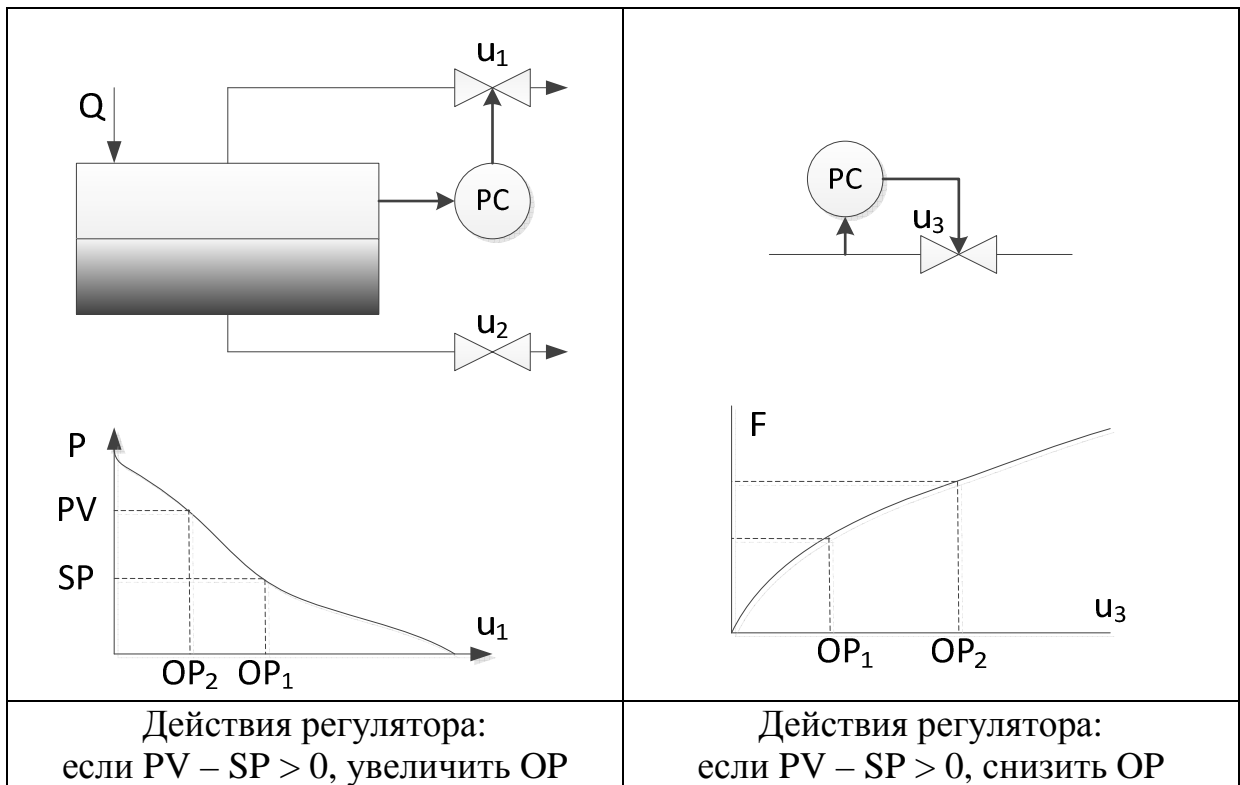 u₁
Q
PC
u₂
P
PV
SP
u₁
OP₂ OP₁
Действия регулятора:
если PV – SP > 0, увеличить OP
PC
u₃
F
u₃
OP₁ OP₂
Действия регулятора:
если PV – SP > 0, снизить OP